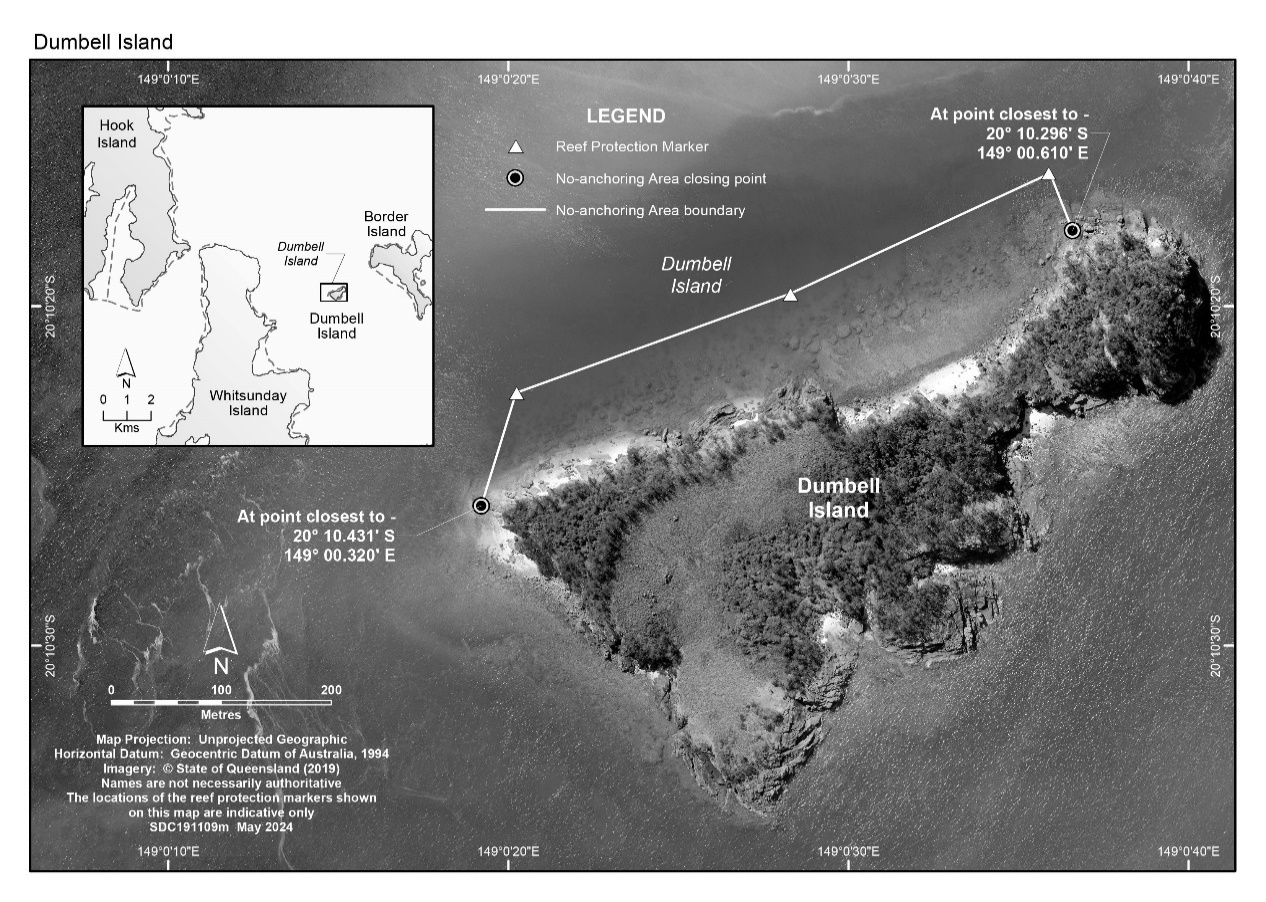 Dumbell Island
149°0'10"E
149°0'20"E
149°0'30"E
149°0'40"E
Hook
Island
Border
Island
Dumbell
Island
Dumbell
Island
Whitsunday
Island
N
0 1 2
Kms
LEGEND
Reef Protection Marker
No-anchoring Area closing point
No-anchoring Area boundary
At point closest to -
20° 10.296' S
149° 00.610' E
Dumbell
Island
20°10'20"S
20°10'20"S
Dumbell
Island
At point closest to -
20° 10.431' S
149° 00.320' E
20°10'30"S
20°10'30"S
N
0 100 200
Metres
Map Projection: Unprojected Geographic
Horizontal Datum: Geocentric Datum of Australia, 1994
Imagery: © State of Queensland (2019)
Names are not necessarily authoritative
The locations of the reef protection markers shown
on this map are indicative only
SDC191109m May 2024
149°0'10"E
149°0'20"E
149°0'30"E
149°0'40"E